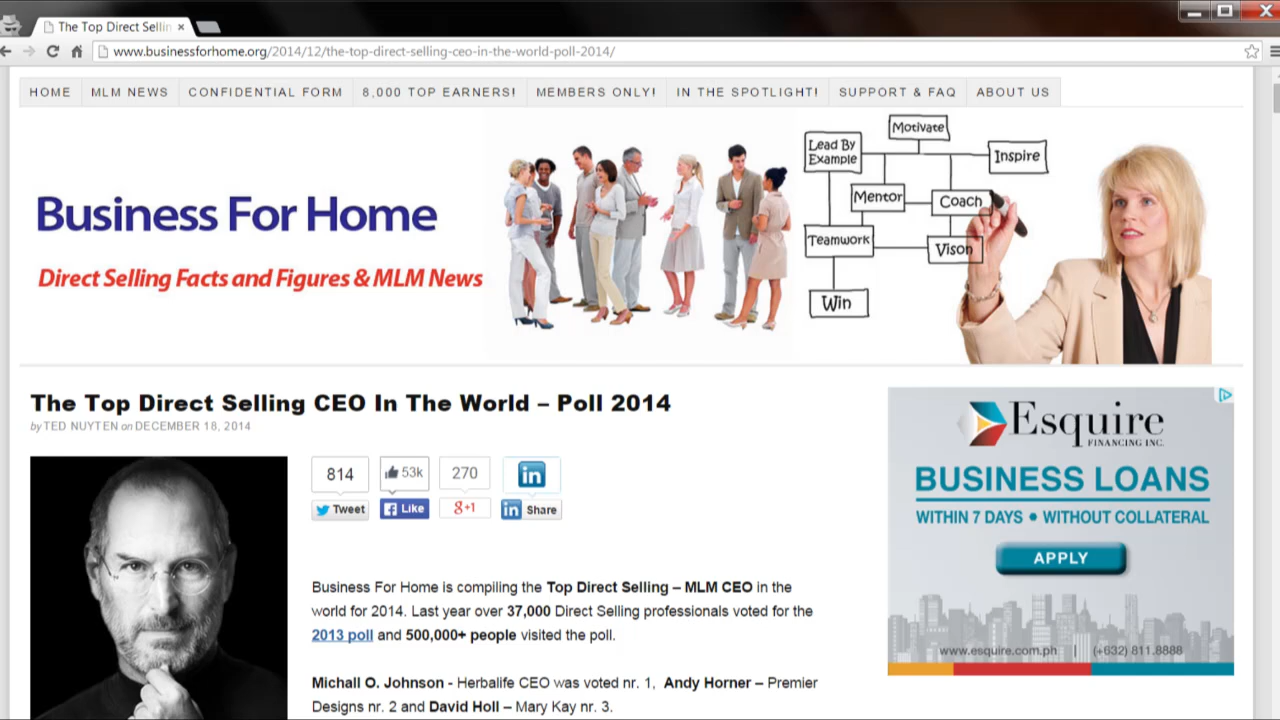 The Top Direct Sellin
www.businessforhome.org/2014/12/the-top-direct-selling-ceo-in-the-world-poll-2014/
HOME MLM NEWS CONFIDENTIAL FORM 8,000 TOP EARNERS! MEMBERS ONLY! IN THE SPOTLIGHT! SUPPORT & FAQ ABOUT US
Business For Home
Direct Selling Facts and Figures & MLM News
Motivate
Lead By
Example
Inspire
Mentor
Coach
Teamwork
Vison
Win
The Top Direct Selling CEO In The World – Poll 2014
by TED NUYTEN on DECEMBER 18, 2014
814 53k 270 in
Tweet Like g+1 in Share
Business For Home is compiling the Top Direct Selling – MLM CEO in the
world for 2014. Last year over 37,000 Direct Selling professionals voted for the
2013 poll and 500,000+ people visited the poll.
Michall O. Johnson - Herbalife CEO was voted nr. 1, Andy Horner – Premier
Designs nr. 2 and David Holl – Mary Kay nr. 3.
Esquire
FINANCING INC.
BUSINESS LOANS
WITHIN 7 DAYS • WITHOUT COLLATERAL
APPLY
www.esquire.com.ph | (+632) 811.8888